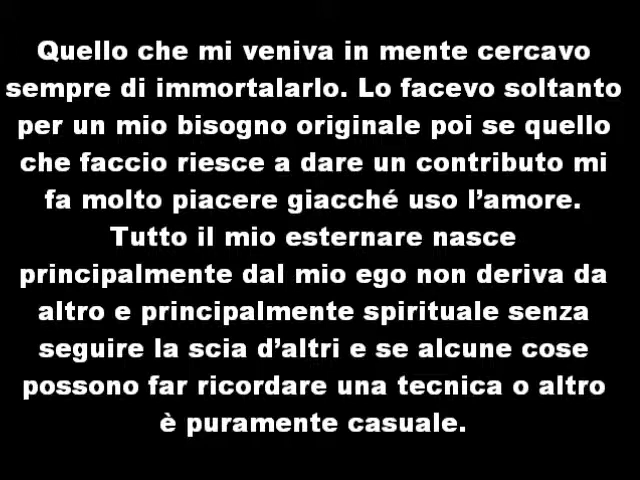 Quello che mi veniva in mente cercavo
sempre di immortalarlo. Lo facevo soltanto
per un mio bisogno originale poi se quello
che faccio riesce a dare un contributo mi
fa molto piacere giacché uso l’amore.
Tutto il mio esternare nasce
principalmente dal mio ego non deriva da
altro e principalmente spirituale senza
seguire la scia d’altri e se alcune cose
possono far ricordare una tecnica o altro
è puramente casuale.